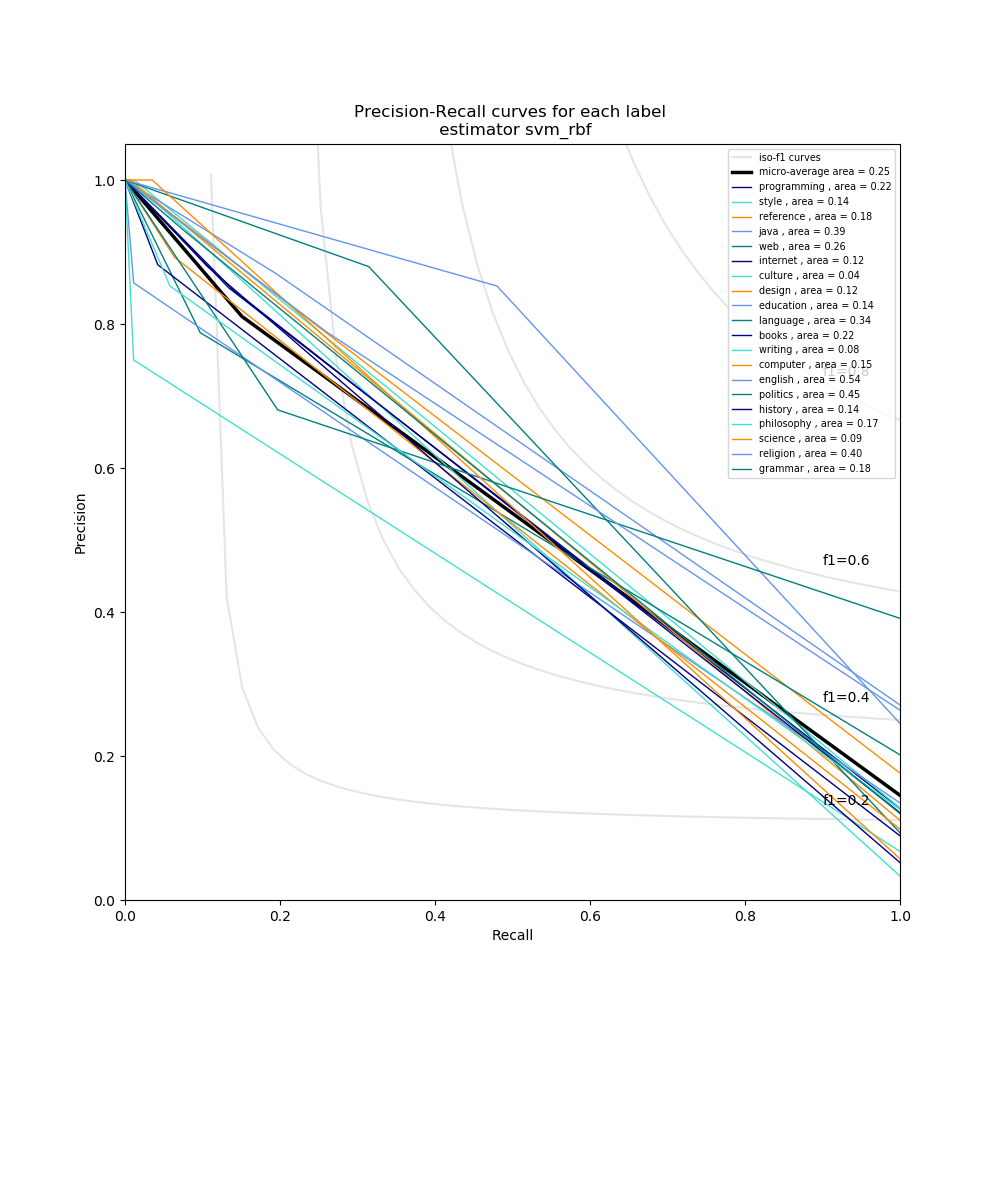 Precision-Recall curves for each label
estimator svm_rbf
iso-f1 curves
micro-average area = 0.25
programming , area = 0.22
style , area = 0.14
reference , area = 0.18
java , area = 0.39
web , area = 0.26
internet , area = 0.12
culture , area = 0.04
design , area = 0.12
education , area = 0.14
language , area = 0.34
books , area = 0.22
writing , area = 0.08
computer , area = 0.15
english , area = 0.54
politics , area = 0.45
history , area = 0.14
philosophy , area = 0.17
science , area = 0.09
religion , area = 0.40
grammar , area = 0.18
f1=0.8
f1=0.6
f1=0.4
f1=0.2
1.0
0.8
0.6
0.4
0.2
0.0
Precision
0.0 0.2 0.4 0.6 0.8 1.0
Recall